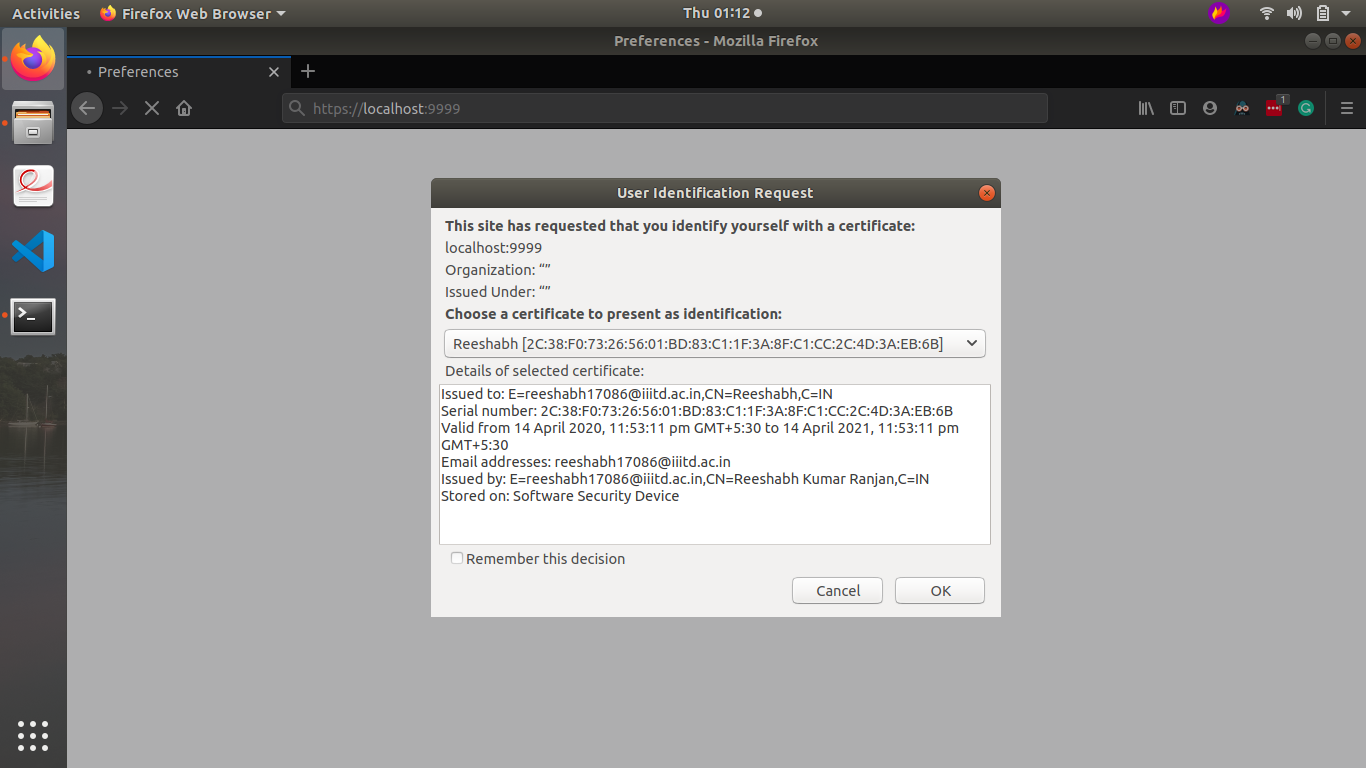 Activities
Firefox Web Browser
Thu 01:12
Preferences - Mozilla Firefox
Preferences
https://localhost:9999
1
User Identification Request
This site has requested that you identify yourself with a certificate:
localhost:9999
Organization: “”
Issued Under: “”
Choose a certificate to present as identification:
Reeshabh [2C:38:F0:73:26:56:01:BD:83:C1:1F:3A:8F:C1:CC:2C:4D:3A:EB:6B]
Details of selected certificate:
Issued to: E=reeshabh17086@iiitd.ac.in,CN=Reeshabh,C=IN
Serial number: 2C:38:F0:73:26:56:01:BD:83:C1:1F:3A:8F:C1:CC:2C:4D:3A:EB:6B
Valid from 14 April 2020, 11:53:11 pm GMT+5:30 to 14 April 2021, 11:53:11 pm
GMT+5:30
Email addresses: reeshabh17086@iiitd.ac.in
Issued by: E=reeshabh17086@iiitd.ac.in,CN=Reeshabh Kumar Ranjan,C=IN
Stored on: Software Security Device
Remember this decision
Cancel
OK